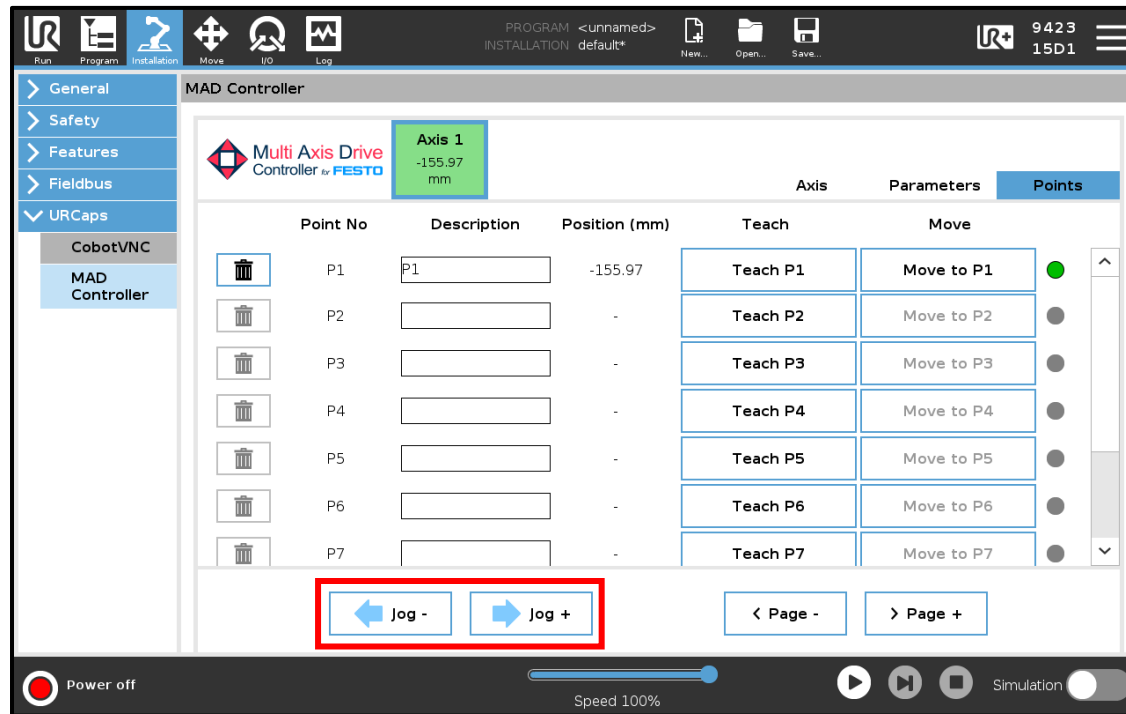 UR
PROGRAM <unnamed>
INSTALLATION default*
UR+
9423
15D1
Run Program Installation Move I/O Log New... Open... Save...
General
Safety
Features
Fieldbus
URCaps
CobotVNC
MAD
Controller
MAD Controller
Multi Axis Drive
Controller for FESTO
Axis 1
-155.97
mm
Axis Parameters Points
Point No Description Position (mm) Teach Move
P1 P1 -155.97 Teach P1 Move to P1
P2 - Teach P2 Move to P2
P3 - Teach P3 Move to P3
P4 - Teach P4 Move to P4
P5 - Teach P5 Move to P5
P6 - Teach P6 Move to P6
P7 - Teach P7 Move to P7
Jog - Jog + < Page - > Page +
Power off
Speed 100%
Simulation